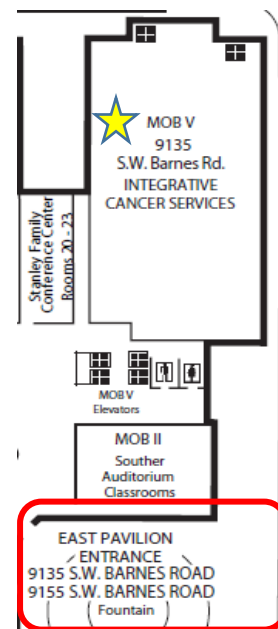 MOB V
9135
S.W. Barnes Rd.
INTEGRATIVE
CANCER SERVICES
Stanley Family
Conference Center
Rooms 20 - 23
MOB V
Elevators
MOB II
Souther
Auditorium
Classrooms
EAST PAVILION
ENTRANCE
9135 S.W. BARNES ROAD
9155 S.W. BARNES ROAD
Fountain